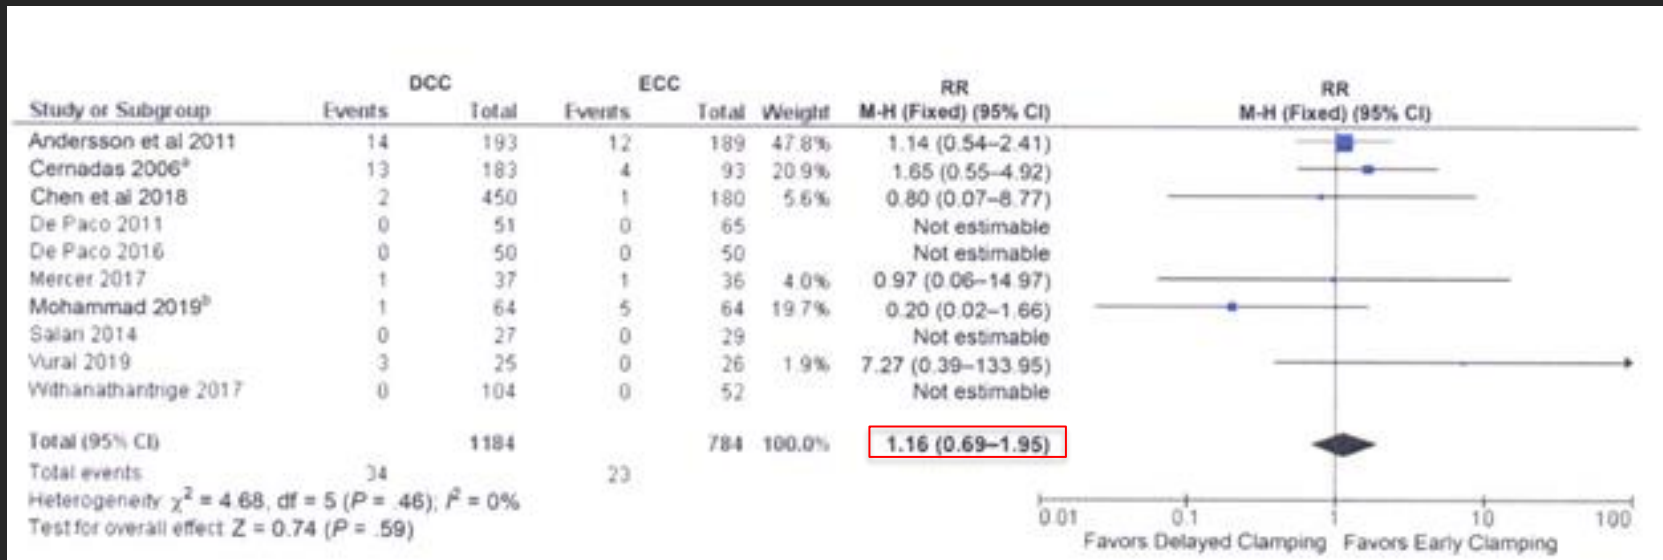 DCC ECC RR RR
Study or Subgroup Events Total Events Total Weight M-H (Fixed) (95% CI) M-H (Fixed) (95% CI)
Andersson et al 2011 14 193 12 189 47.8% 1.14 (0.54–2.41)
Cernadas 2006ᵃ 13 183 4 93 20.9% 1.65 (0.55–4.92)
Chen et al 2018 2 450 1 180 5.6% 0.80 (0.07–8.77)
De Paco 2011 0 51 0 65 Not estimable
De Paco 2016 0 50 0 50 Not estimable
Mercer 2017 1 37 1 36 4.0% 0.97 (0.06–14.97)
Mohammad 2019ᵇ 1 64 5 64 19.7% 0.20 (0.02–1.66)
Salari 2014 0 27 0 29 Not estimable
Vural 2019 3 25 0 26 1.9% 7.27 (0.39–133.95)
Withanathantrige 2017 0 104 0 52 Not estimable
Total (95% CI) 1184 784 100.0% 1.16 (0.69–1.95)
Total events 34 23
Heterogeneity χ² = 4.68, df = 5 (P = .46); I² = 0%
Test for overall effect Z = 0.74 (P = .59)
0.01 0.1 1 10 100
Favors Delayed Clamping Favors Early Clamping